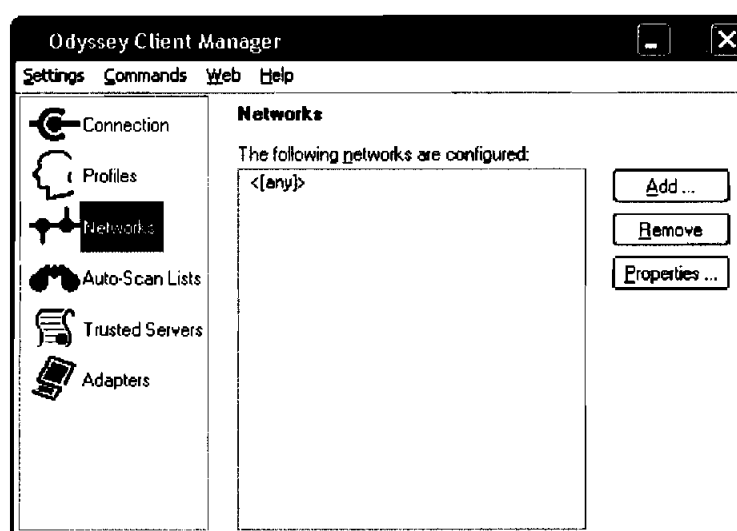 Odyssey Client Manager
Settings Commands Web Help
Connection
Profiles
Networks
Auto-Scan Lists
Trusted Servers
Adapters
Networks
The following networks are configured:
<[any]>
Add ...
Remove
Properties ...